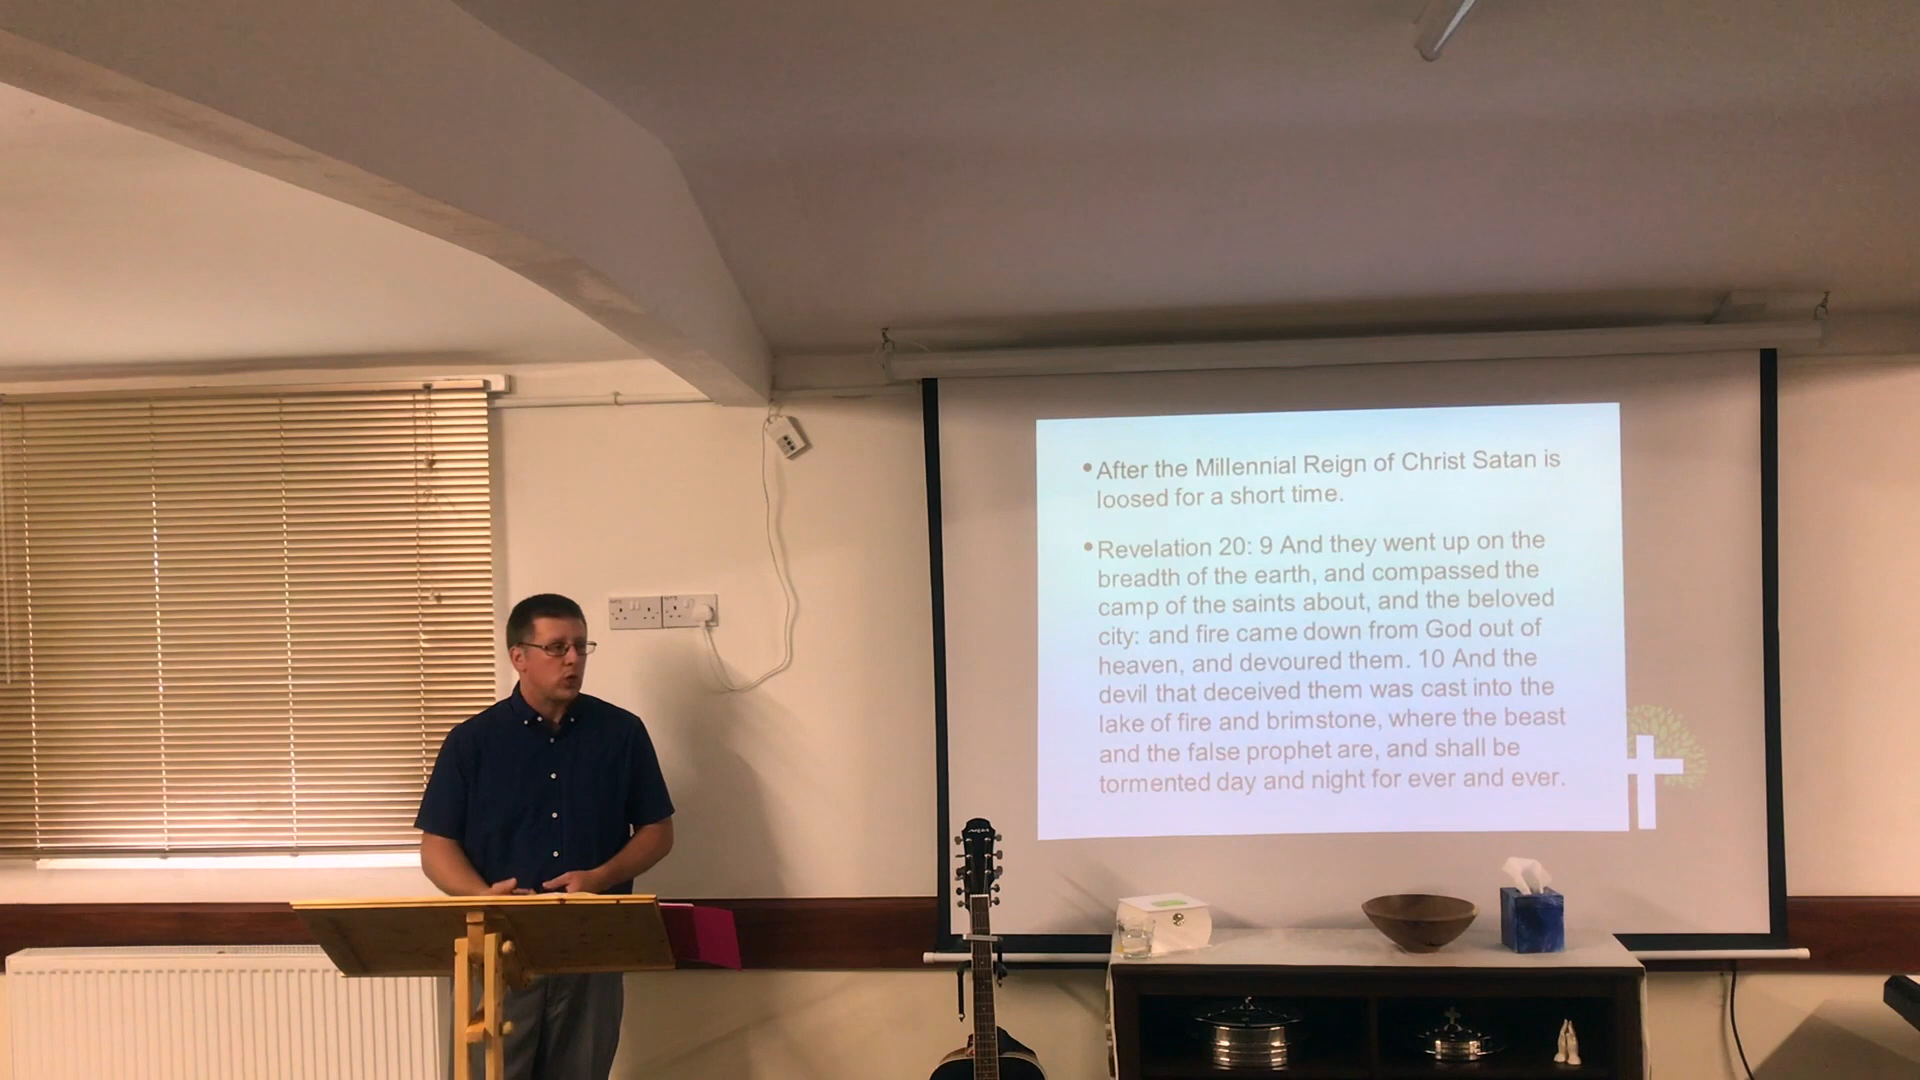 •After the Millennial Reign of Christ Satan is
loosed for a short time.
•Revelation 20: 9 And they went up on the
breadth of the earth, and compassed the
camp of the saints about, and the beloved
city: and fire came down from God out of
heaven, and devoured them. 10 And the
devil that deceived them was cast into the
lake of fire and brimstone, where the beast
and the false prophet are, and shall be
tormented day and night for ever and ever.